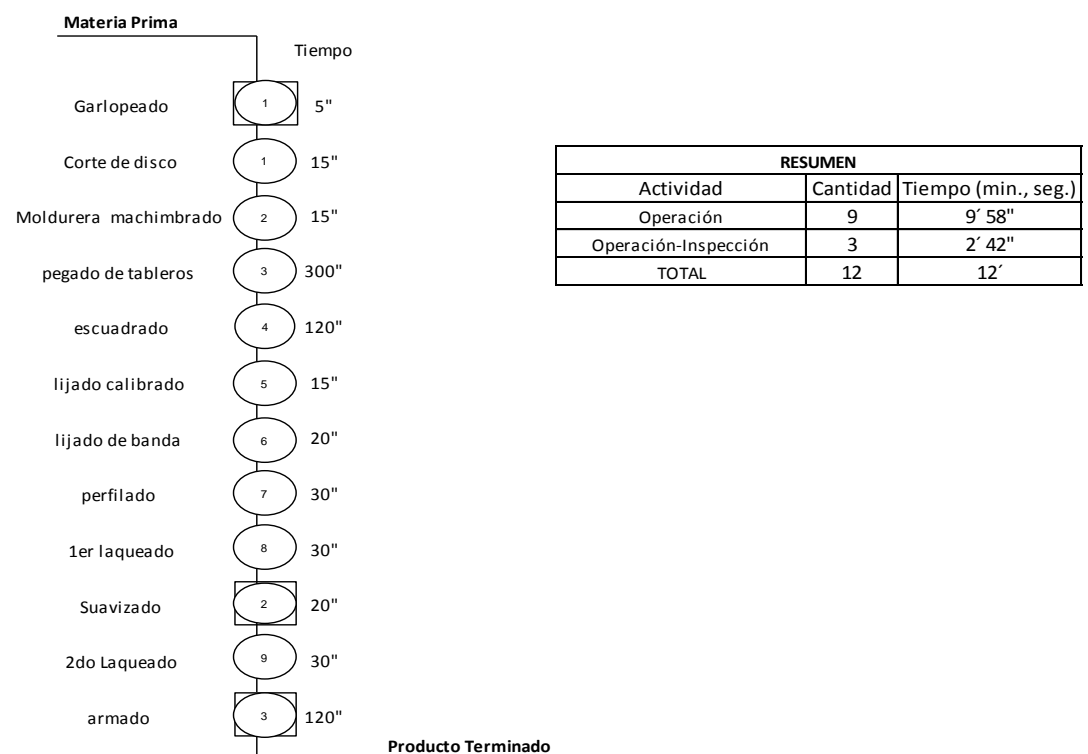 Materia Prima
Tiempo
Garlopeado 1 5"
Corte de disco 1 15"
Moldurera machimbrado 2 15"
pegado de tableros 3 300"
escuadrado 4 120"
lijado calibrado 5 15"
lijado de banda 6 20"
perfilado 7 30"
1er laqueado 8 30"
Suavizado 2 20"
2do Laqueado 9 30"
armado 3 120"
Producto Terminado
RESUMEN
Actividad Cantidad Tiempo (min., seg.)
Operación 9 9´ 58"
Operación-Inspección 3 2´ 42"
TOTAL 12 12´